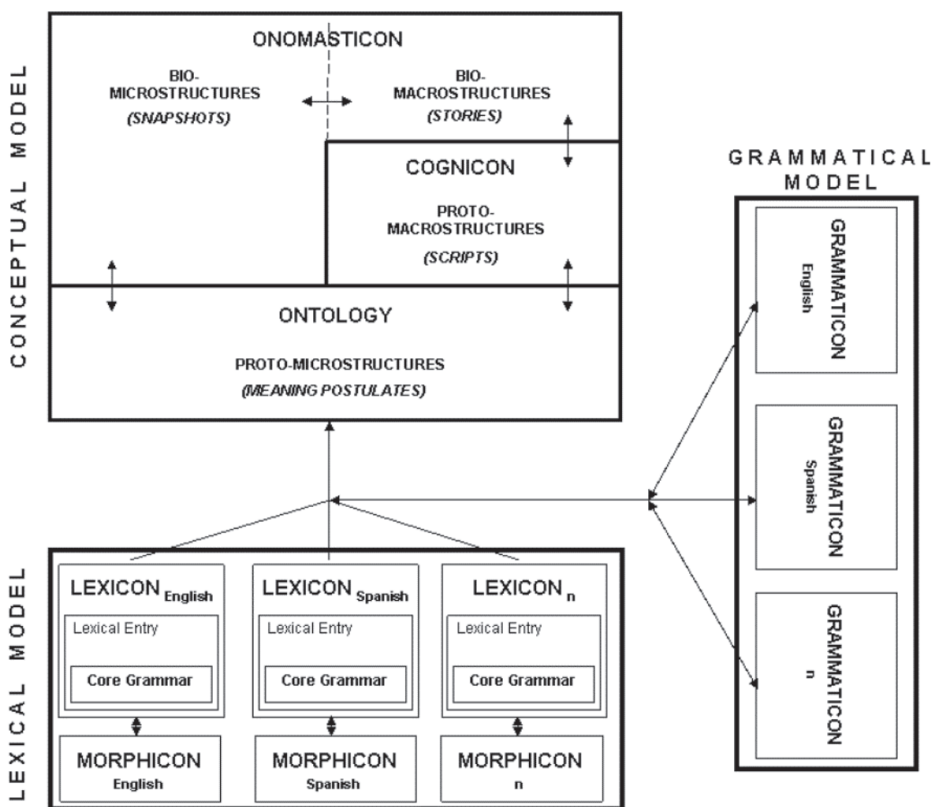 CONCEPTUAL MODEL
ONOMASTICON
BIO-
MICROSTRUCTURES
(SNAPSHOTS)
BIO-
MACROSTRUCTURES
(STORIES)
COGNICON
PROTO-
MACROSTRUCTURES
(SCRIPTS)
ONTOLOGY
PROTO-MICROSTRUCTURES
(MEANING POSTULATES)
GRAMMATICAL
MODEL
GRAMMATICON
English
GRAMMATICON
Spanish
GRAMMATICON
n
LEXICAL MODEL
LEXICON English
Lexical Entry
Core Grammar
MORPHICON
English
LEXICON Spanish
Lexical Entry
Core Grammar
MORPHICON
Spanish
LEXICON n
Lexical Entry
Core Grammar
MORPHICON
n